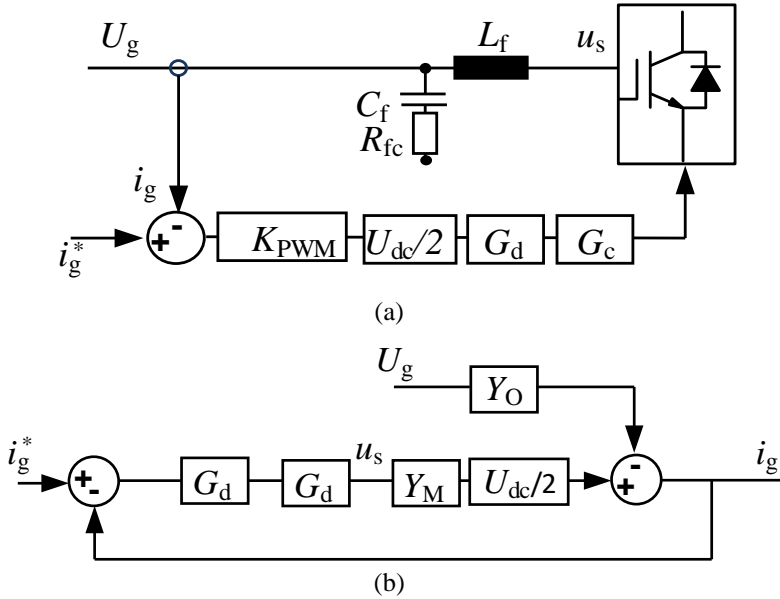 U_g L_f u_s
C_f
R_fc
i_g
-
+
i_g^* K_PWM U_dc/2 G_d G_c
(a)
U_g Y_O
i_g^* + - G_d G_d u_s Y_M U_dc/2 - + i_g
(b)